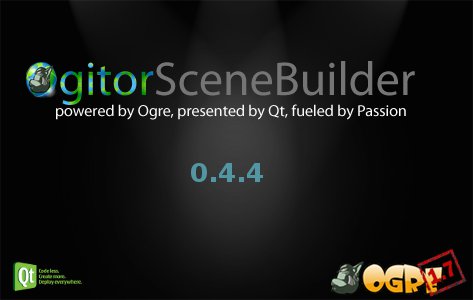 OgitorSceneBuilder
powered by Ogre, presented by Qt, fueled by Passion
0.4.4
Qt
Code less.
Create more.
Deploy everywhere.
OGRE
1.7